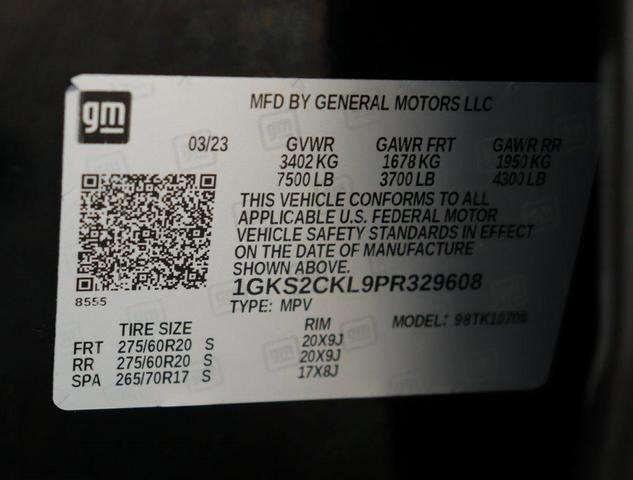 gm
MFD BY GENERAL MOTORS LLC
03/23 GVWR GAWR FRT GAWR RR
3402 KG 1678 KG 1950 KG
7500 LB 3700 LB 4300 LB
THIS VEHICLE CONFORMS TO ALL
APPLICABLE U.S. FEDERAL MOTOR
VEHICLE SAFETY STANDARDS IN EFFECT
ON THE DATE OF MANUFACTURE
SHOWN ABOVE.
1GKS2CKL9PR329608
8555
TYPE: MPV
MODEL: 98TK10706
TIRE SIZE RIM
FRT 275/60R20 S 20X9J
RR 275/60R20 S 20X9J
SPA 265/70R17 S 17X8J